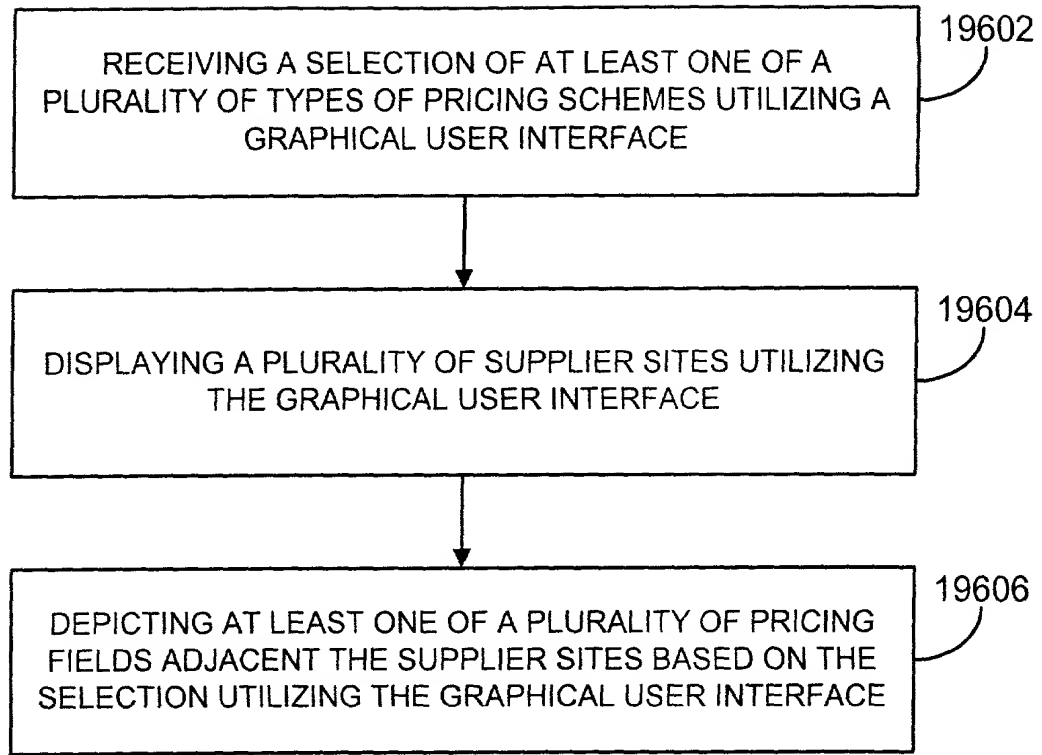 19602
RECEIVING A SELECTION OF AT LEAST ONE OF A
PLURALITY OF TYPES OF PRICING SCHEMES UTILIZING A
GRAPHICAL USER INTERFACE
19604
DISPLAYING A PLURALITY OF SUPPLIER SITES UTILIZING
THE GRAPHICAL USER INTERFACE
19606
DEPICTING AT LEAST ONE OF A PLURALITY OF PRICING
FIELDS ADJACENT THE SUPPLIER SITES BASED ON THE
SELECTION UTILIZING THE GRAPHICAL USER INTERFACE